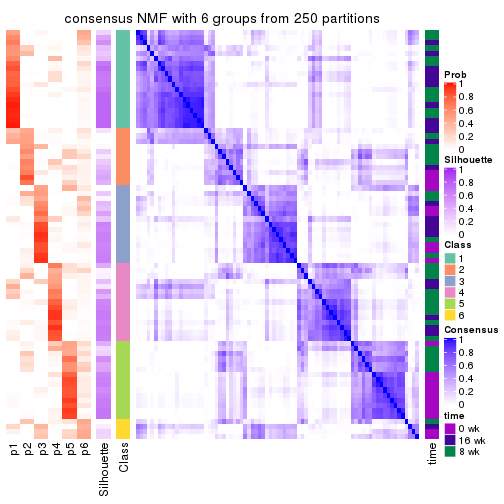 consensus NMF with 6 groups from 250 partitions
Prob
1
0.8
0.6
0.4
0.2
0
Silhouette
1
0.8
0.6
0.4
0.2
0
Class
1
2
3
4
5
6
Consensus
1
0.8
0.6
0.4
0.2
0
time
0 wk
16 wk
8 wk
p1
p2
p3
p4
p5
p6
Silhouette
Class
time